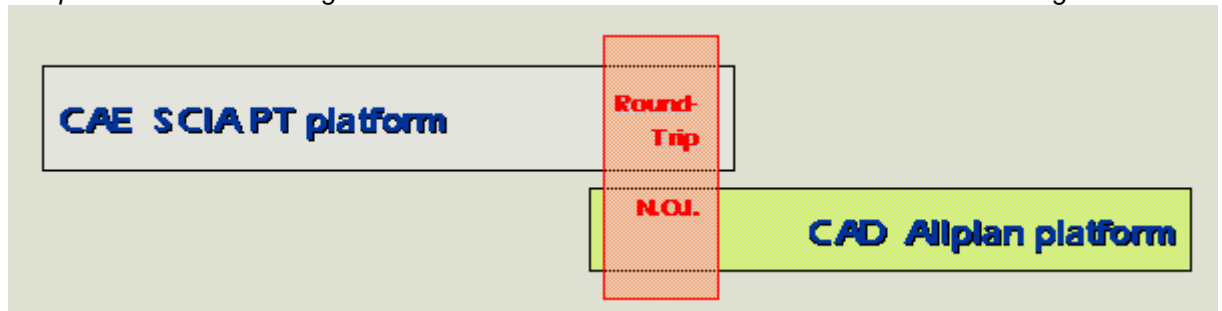 CAE SCIA PT platform
Round-
Trip
N.O.I.
CAD Allplan platform